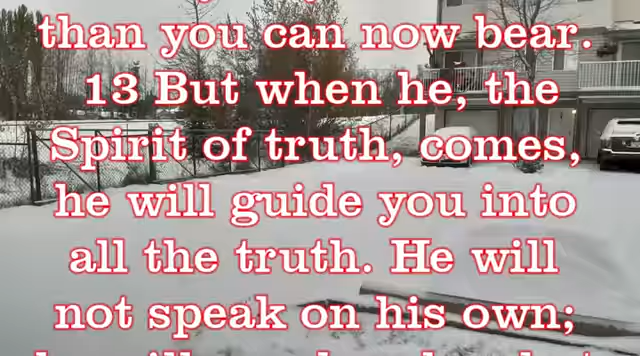 than you can now bear.
13 But when he, the
Spirit of truth, comes,
he will guide you into
all the truth. He will
not speak on his own;